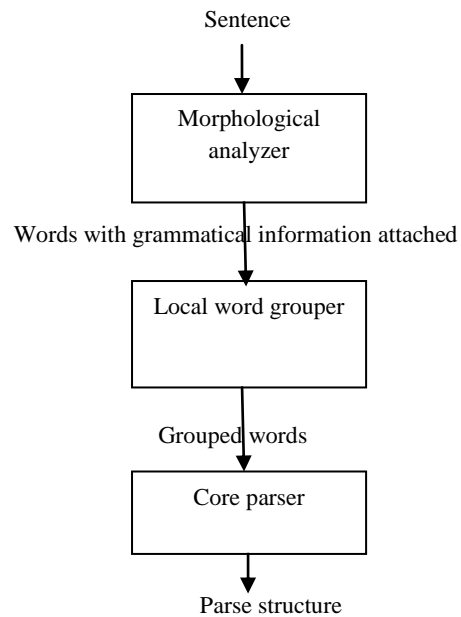 Sentence
Morphological
analyzer
Words with grammatical information attached
Local word grouper
Grouped words
Core parser
Parse structure